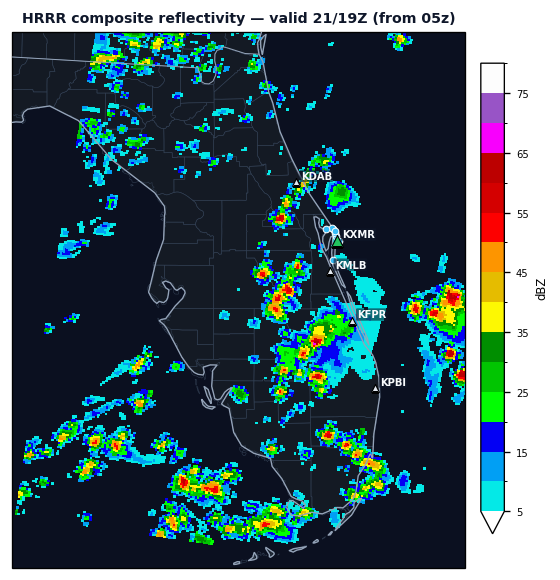 HRRR composite reflectivity — valid 21/19Z (from 05z)
KDAB
KXMR
KMLB
KFPR
KPBI
75
65
55
45
35
25
15
5
dBZ